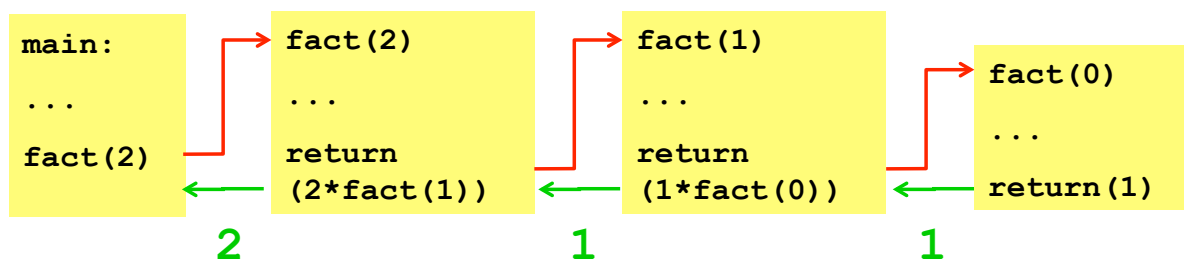 main:
...
fact(2)
fact(2)
...
return
(2*fact(1))
fact(1)
...
return
(1*fact(0))
fact(0)
...
return(1)
2
1
1